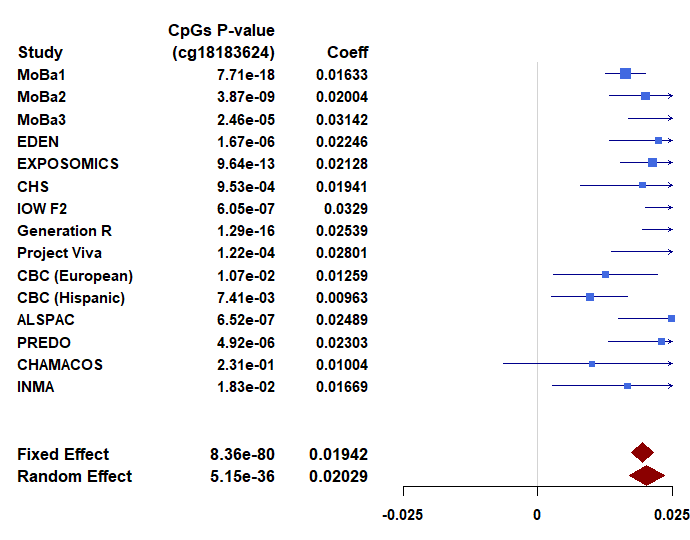 CpGs P-value
Study (cg18183624) Coeff
MoBa1 7.71e-18 0.01633
MoBa2 3.87e-09 0.02004
MoBa3 2.46e-05 0.03142
EDEN 1.67e-06 0.02246
EXPOSOMICS 9.64e-13 0.02128
CHS 9.53e-04 0.01941
IOW F2 6.05e-07 0.0329
Generation R 1.29e-16 0.02539
Project Viva 1.22e-04 0.02801
CBC (European) 1.07e-02 0.01259
CBC (Hispanic) 7.41e-03 0.00963
ALSPAC 6.52e-07 0.02489
PREDO 4.92e-06 0.02303
CHAMACOS 2.31e-01 0.01004
INMA 1.83e-02 0.01669
Fixed Effect 8.36e-80 0.01942
Random Effect 5.15e-36 0.02029
-0.025 0 0.025